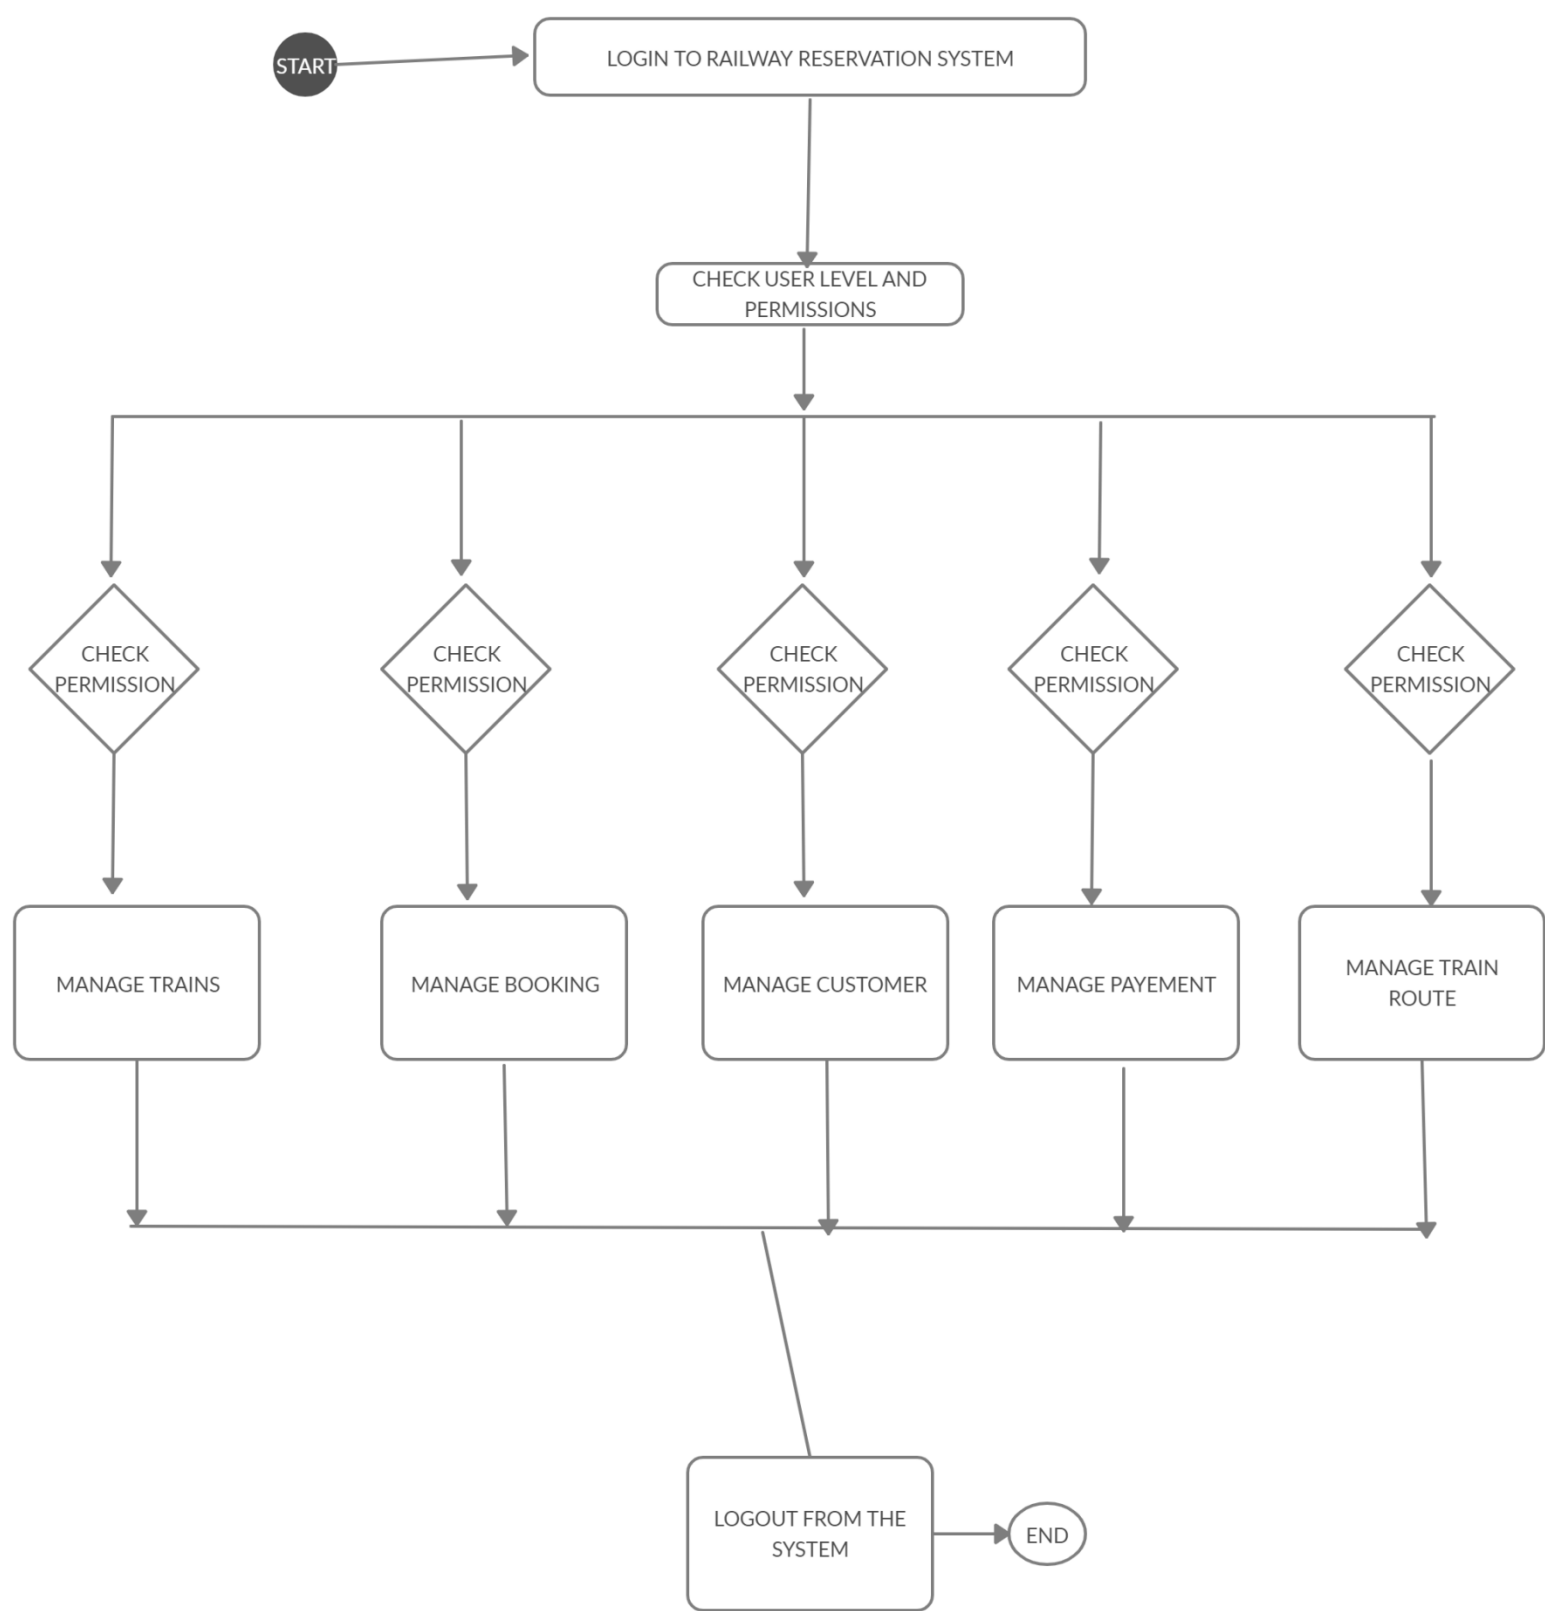 START
LOGIN TO RAILWAY RESERVATION SYSTEM
CHECK USER LEVEL AND
PERMISSIONS
CHECK
PERMISSION
CHECK
PERMISSION
CHECK
PERMISSION
CHECK
PERMISSION
CHECK
PERMISSION
MANAGE TRAINS
MANAGE BOOKING
MANAGE CUSTOMER
MANAGE PAYEMENT
MANAGE TRAIN
ROUTE
LOGOUT FROM THE
SYSTEM
END